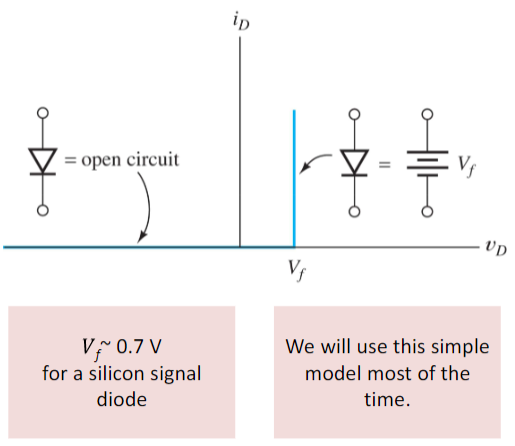 i_D
= open circuit
=
V_f
v_D
V_f
V_f ~ 0.7 V
for a silicon signal
diode
We will use this simple
model most of the
time.